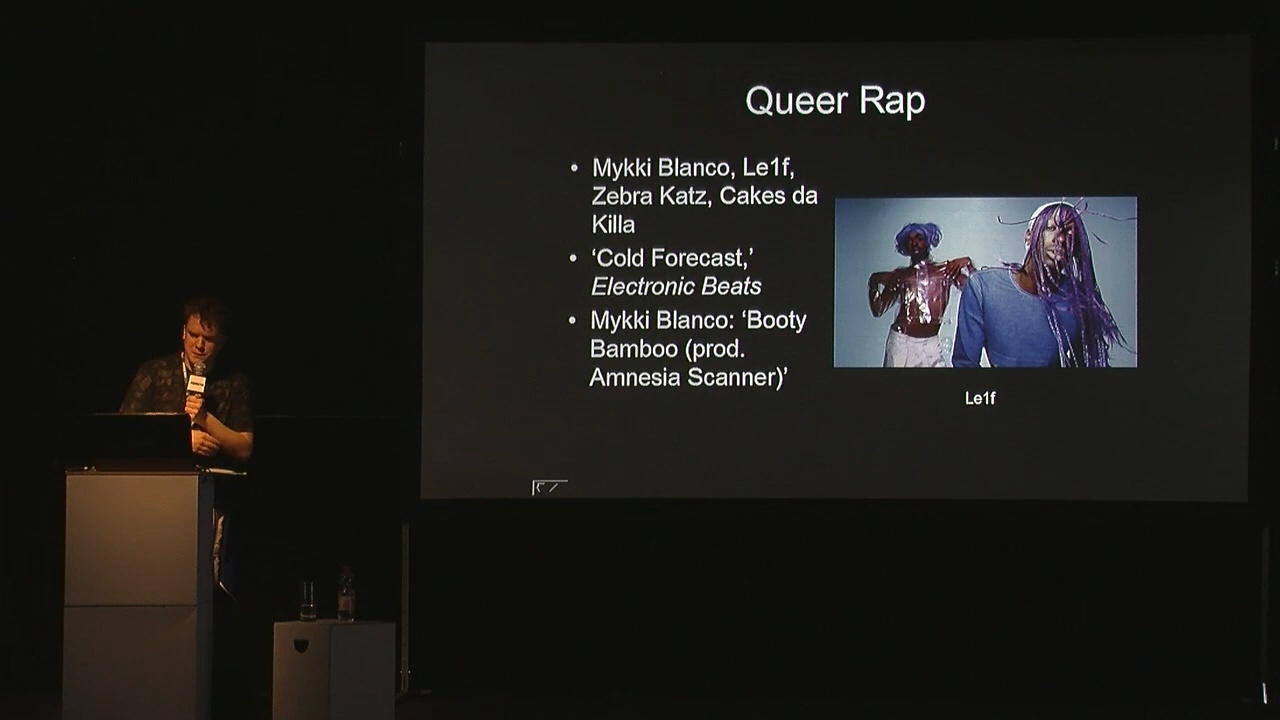 Queer Rap
• Mykki Blanco, Le1f,
Zebra Katz, Cakes da
Killa
• ‘Cold Forecast,’
Electronic Beats
• Mykki Blanco: ‘Booty
Bamboo (prod.
Amnesia Scanner)’
Le1f